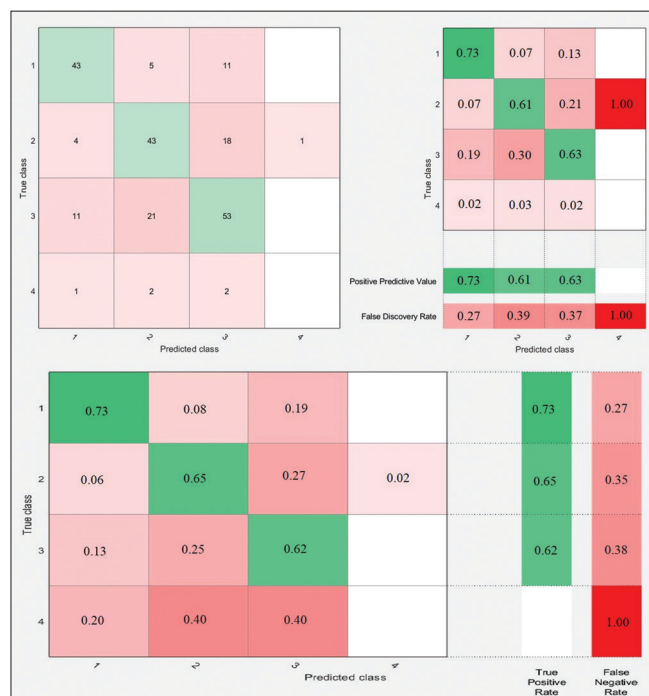 1 43 5 11
2 4 43 18 1
3 11 21 53
4 1 2 2
1 2 3 4
True class
Predicted class
1 0.73 0.07 0.13
2 0.07 0.61 0.21 1.00
3 0.19 0.30 0.63
4 0.02 0.03 0.02
True class
Positive Predictive Value 0.73 0.61 0.63
False Discovery Rate 0.27 0.39 0.37 1.00
1 2 3 4
Predicted class
1 0.73 0.08 0.19 0.73 0.27
2 0.06 0.65 0.27 0.02 0.65 0.35
3 0.13 0.25 0.62 0.62 0.38
4 0.20 0.40 0.40 1.00
True class
1 2 3 4
Predicted class
True
Positive
Rate
False
Negative
Rate